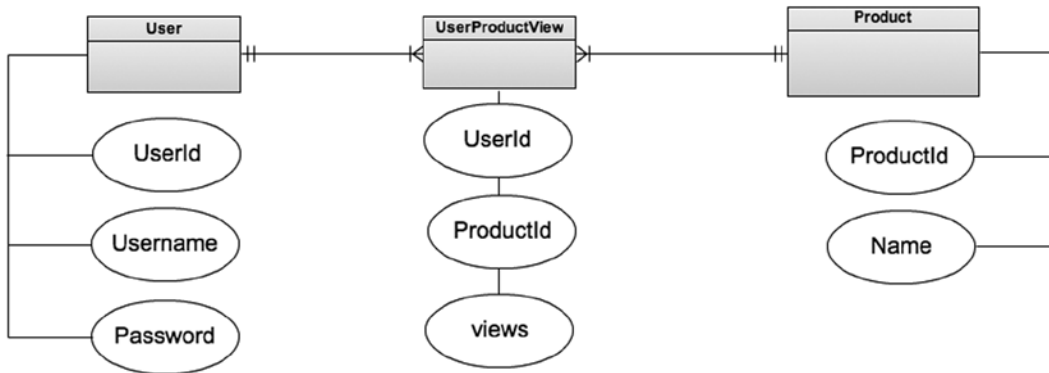 User
UserProductView
Product
UserId
Username
Password
UserId
ProductId
views
ProductId
Name